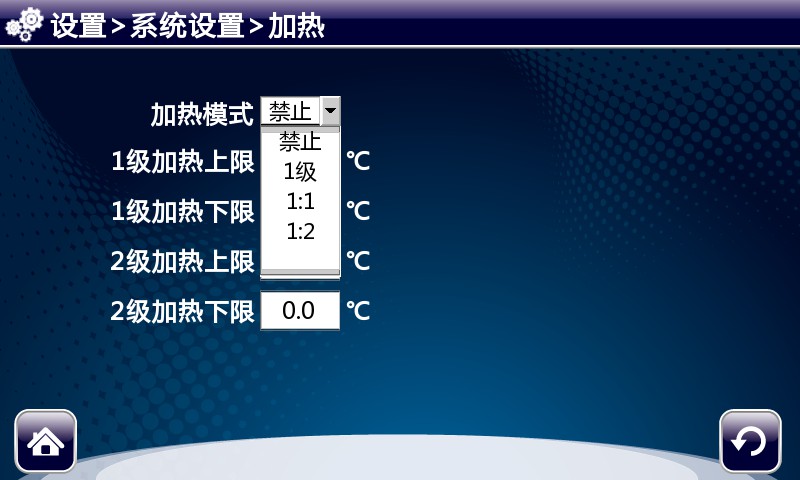 设置>系统设置>加热
加热模式 禁止
禁止
1级加热上限 ℃
1级
1级加热下限 1:1 ℃
1:2
2级加热上限 ℃
2级加热下限 0.0 ℃